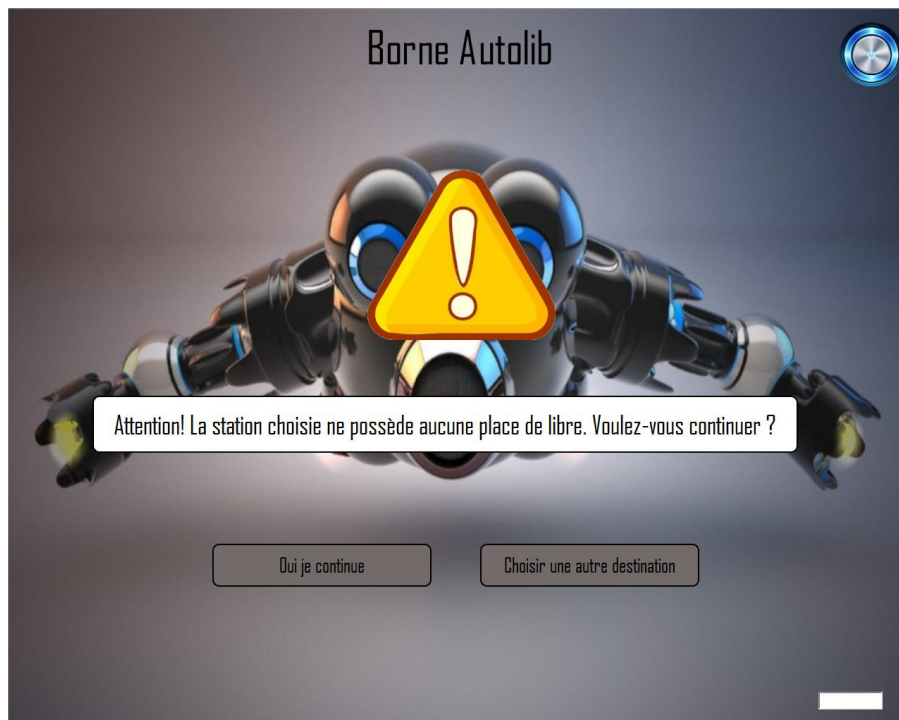 Borne Autolib
Attention! La station choisie ne possède aucune place de libre. Voulez-vous continuer ?
Oui je continue
Choisir une autre destination